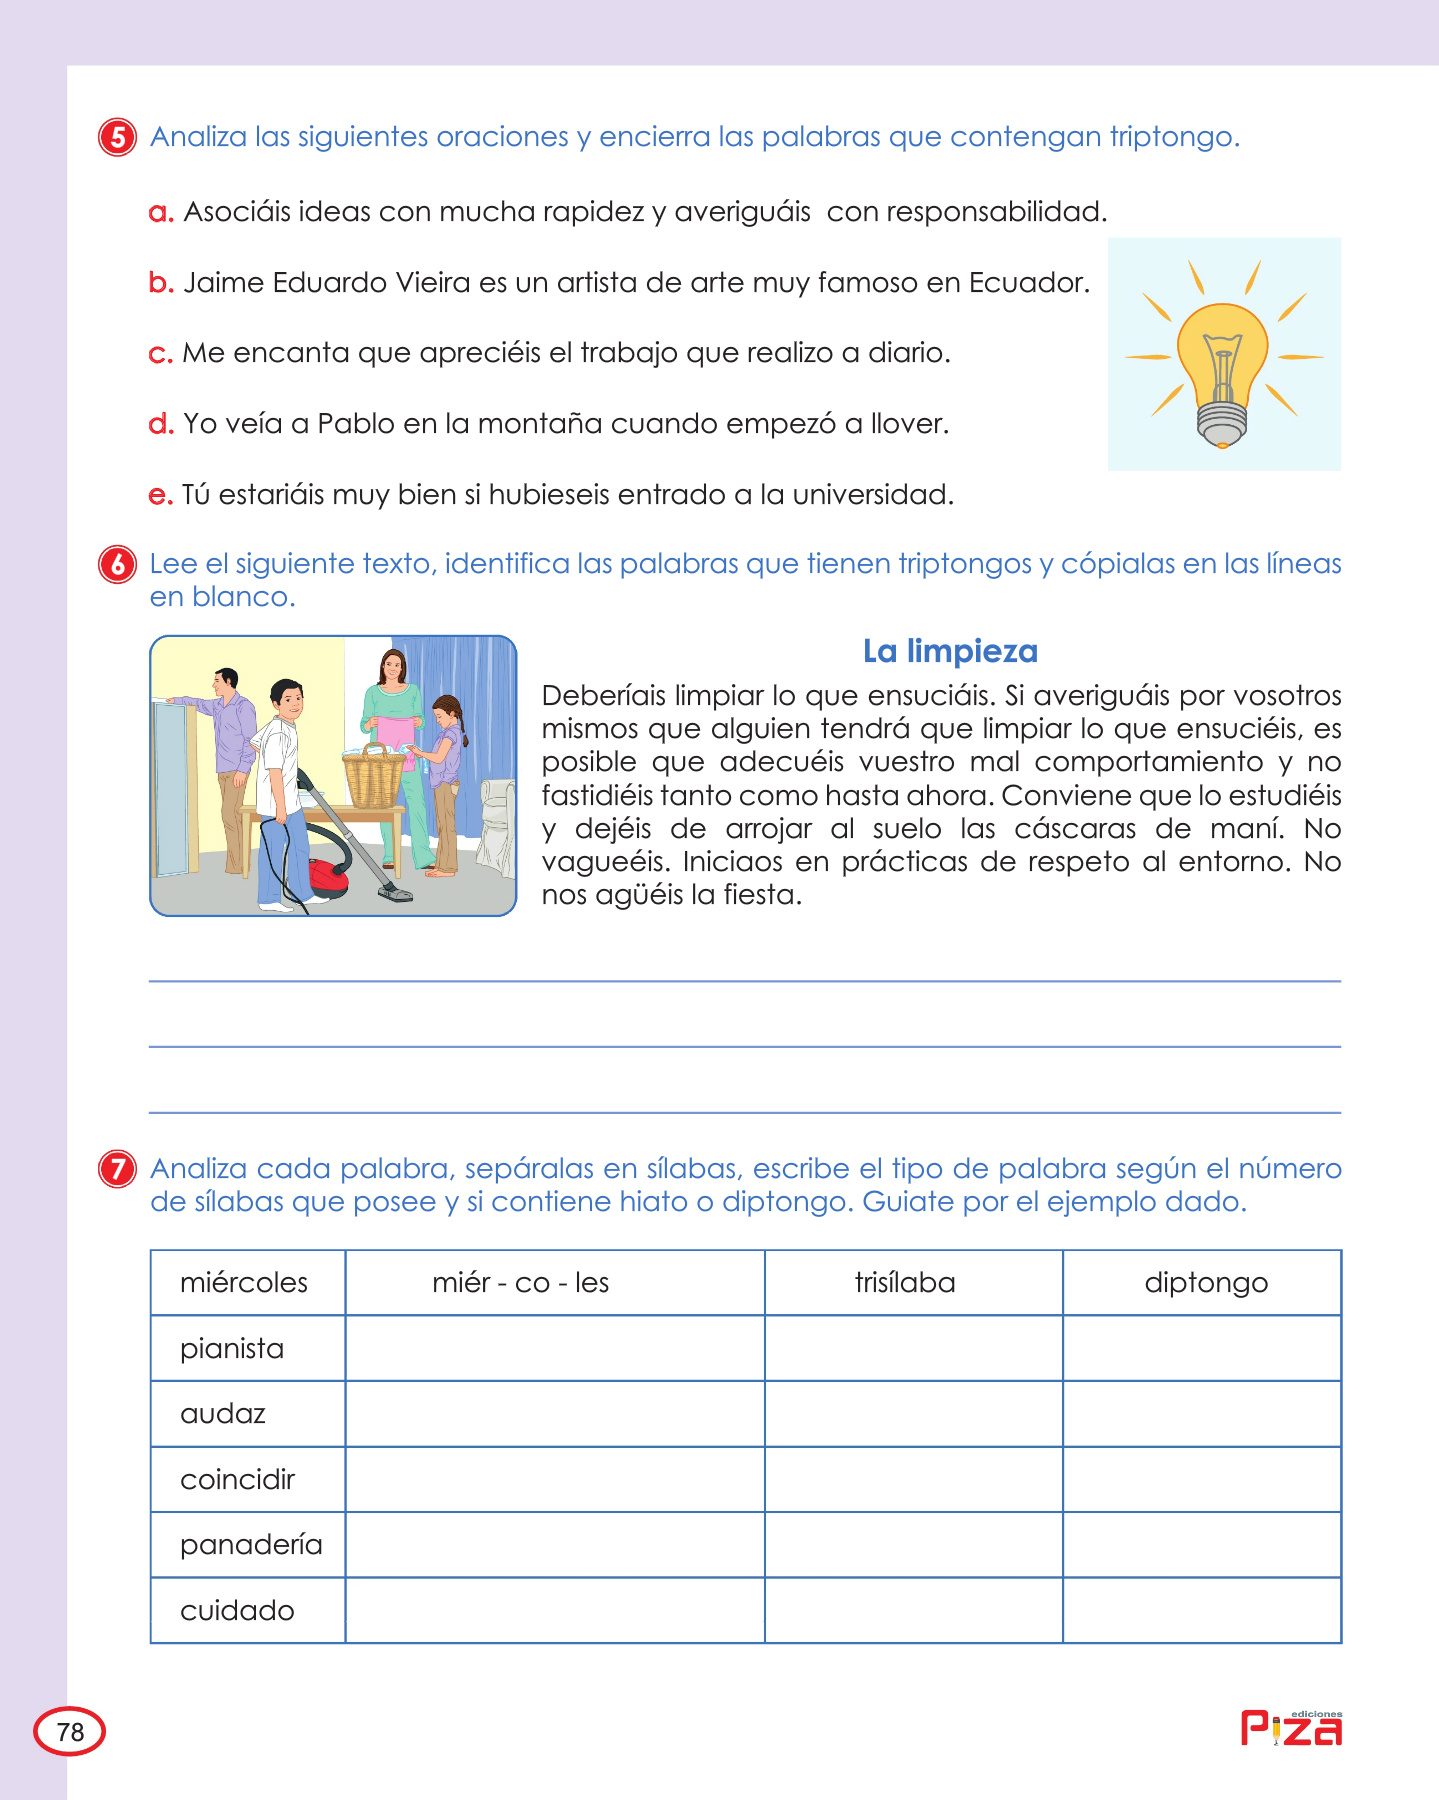 5 Analiza las siguientes oraciones y encierra las palabras que contengan triptongo.
a. Asociáis ideas con mucha rapidez y averiguáis con responsabilidad.
b. Jaime Eduardo Vieira es un artista de arte muy famoso en Ecuador.
c. Me encanta que apreciéis el trabajo que realizo a diario.
d. Yo veía a Pablo en la montaña cuando empezó a llover.
e. Tú estariáis muy bien si hubieseis entrado a la universidad.
6 Lee el siguiente texto, identifica las palabras que tienen triptongos y cópialas en las líneas
en blanco.
La limpieza
Deberíais limpiar lo que ensuciáis. Si averiguáis por vosotros
mismos que alguien tendrá que limpiar lo que ensuciéis, es
posible que adecuéis vuestro mal comportamiento y no
fastidiéis tanto como hasta ahora. Conviene que lo estudiéis
y dejéis de arrojar al suelo las cáscaras de maní. No
vagueéis. Iniciaos en prácticas de respeto al entorno. No
nos agüéis la fiesta.
7 Analiza cada palabra, sepáralas en sílabas, escribe el tipo de palabra según el número
de sílabas que posee y si contiene hiato o diptongo. Guiate por el ejemplo dado.
miércoles miér - co - les trisílaba diptongo
pianista
audaz
coincidir
panadería
cuidado
78
ediciones
Piza